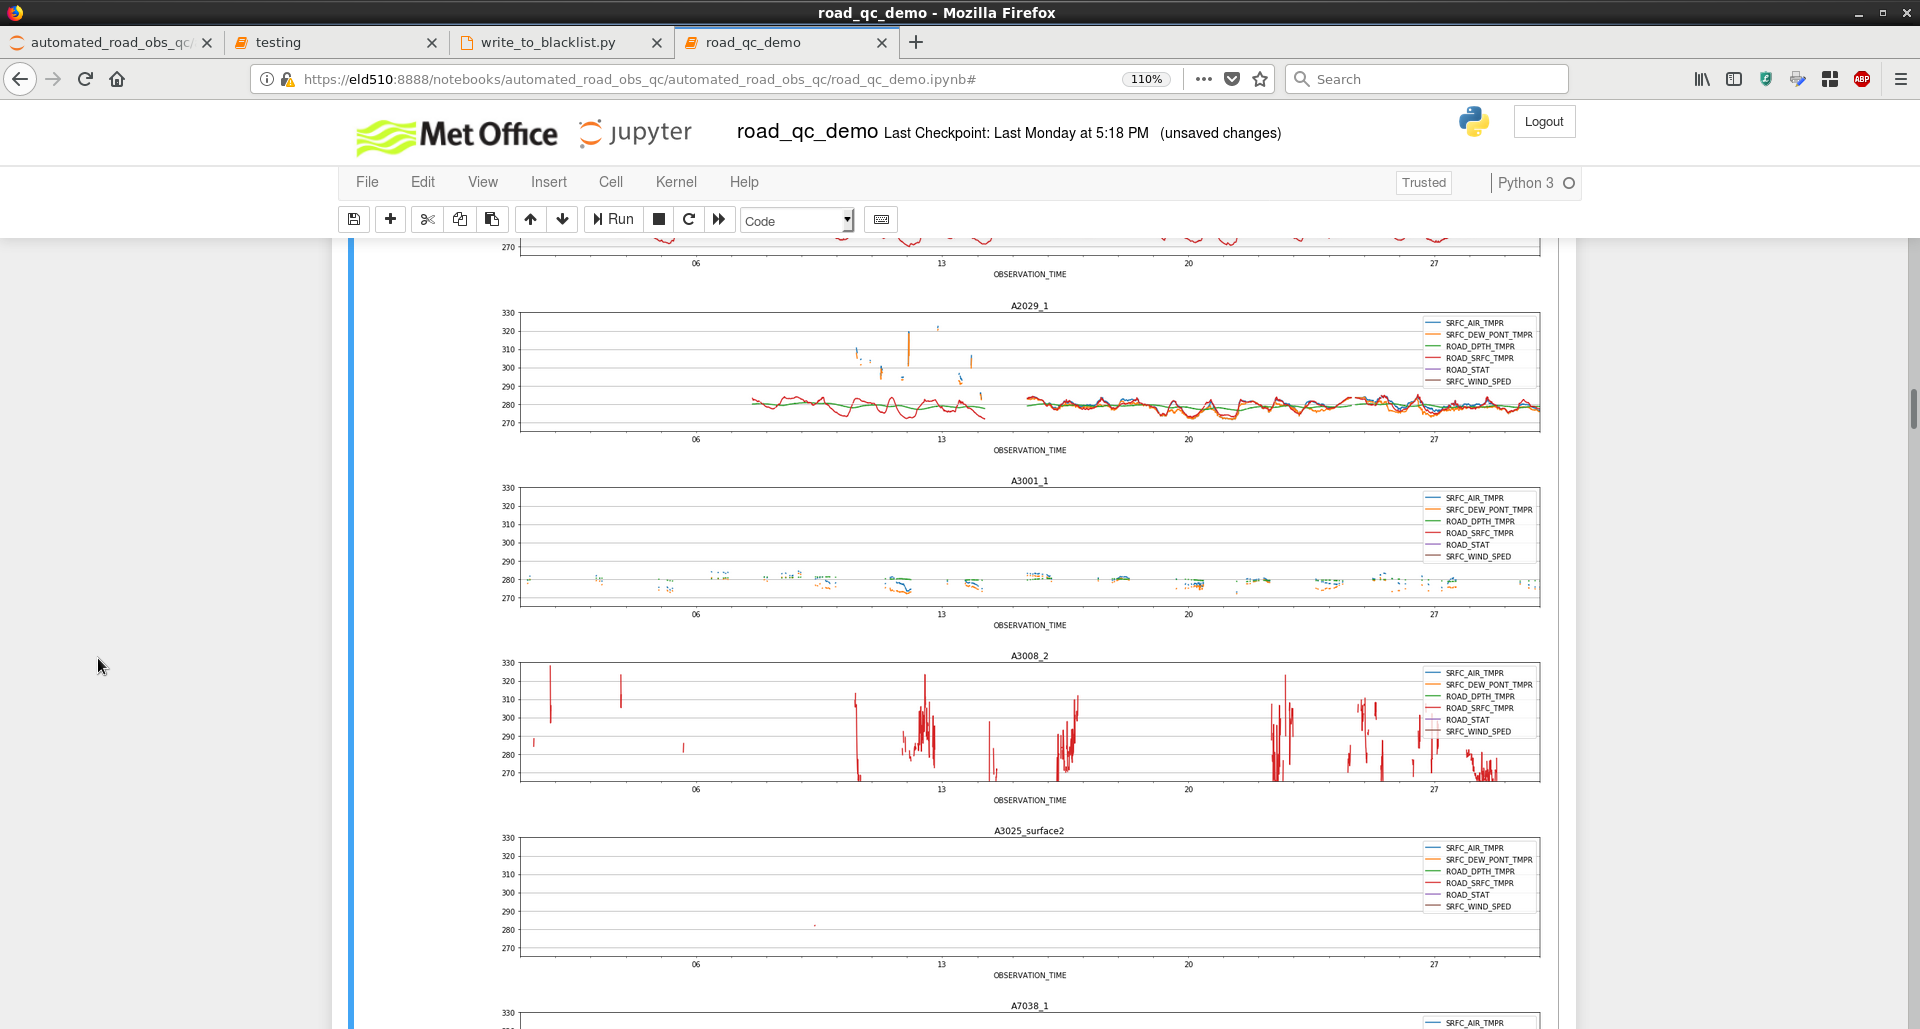 road_qc_demo - Mozilla Firefox
automated_road_obs_qc/
testing
write_to_blacklist.py
road_qc_demo
https://eld510:8888/notebooks/automated_road_obs_qc/automated_road_obs_qc/road_qc_demo.ipynb#
110%
Search
ABP
Met Office
jupyter
road_qc_demo Last Checkpoint: Last Monday at 5:18 PM (unsaved changes)
Logout
File Edit View Insert Cell Kernel Help
Trusted
Python 3
Run
Code
270
06 13 20 27
OBSERVATION_TIME
A2029_1
330
320
310
300
290
280
270
SRFC_AIR_TMPR
SRFC_DEW_PONT_TMPR
ROAD_DPTH_TMPR
ROAD_SRFC_TMPR
ROAD_STAT
SRFC_WIND_SPED
06 13 20 27
OBSERVATION_TIME
A3001_1
330
320
310
300
290
280
270
SRFC_AIR_TMPR
SRFC_DEW_PONT_TMPR
ROAD_DPTH_TMPR
ROAD_SRFC_TMPR
ROAD_STAT
SRFC_WIND_SPED
06 13 20 27
OBSERVATION_TIME
A3008_2
330
320
310
300
290
280
270
SRFC_AIR_TMPR
SRFC_DEW_PONT_TMPR
ROAD_DPTH_TMPR
ROAD_SRFC_TMPR
ROAD_STAT
SRFC_WIND_SPED
06 13 20 27
OBSERVATION_TIME
A3025_surface2
330
320
310
300
290
280
270
SRFC_AIR_TMPR
SRFC_DEW_PONT_TMPR
ROAD_DPTH_TMPR
ROAD_SRFC_TMPR
ROAD_STAT
SRFC_WIND_SPED
06 13 20 27
OBSERVATION_TIME
A7038_1
330
SRFC_AIR_TMPR